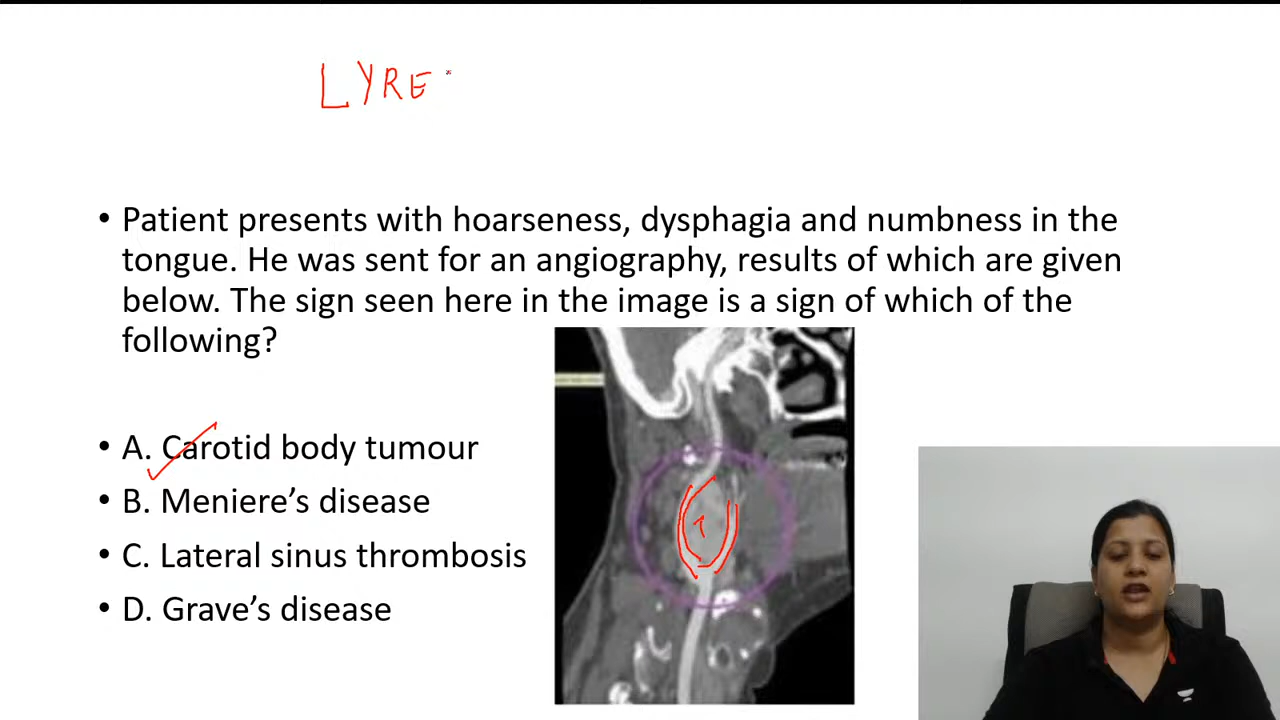 LYRE
• Patient presents with hoarseness, dysphagia and numbness in the
tongue. He was sent for an angiography, results of which are given
below. The sign seen here in the image is a sign of which of the
following?
• A. Carotid body tumour
• B. Meniere’s disease
• C. Lateral sinus thrombosis
• D. Grave’s disease
T